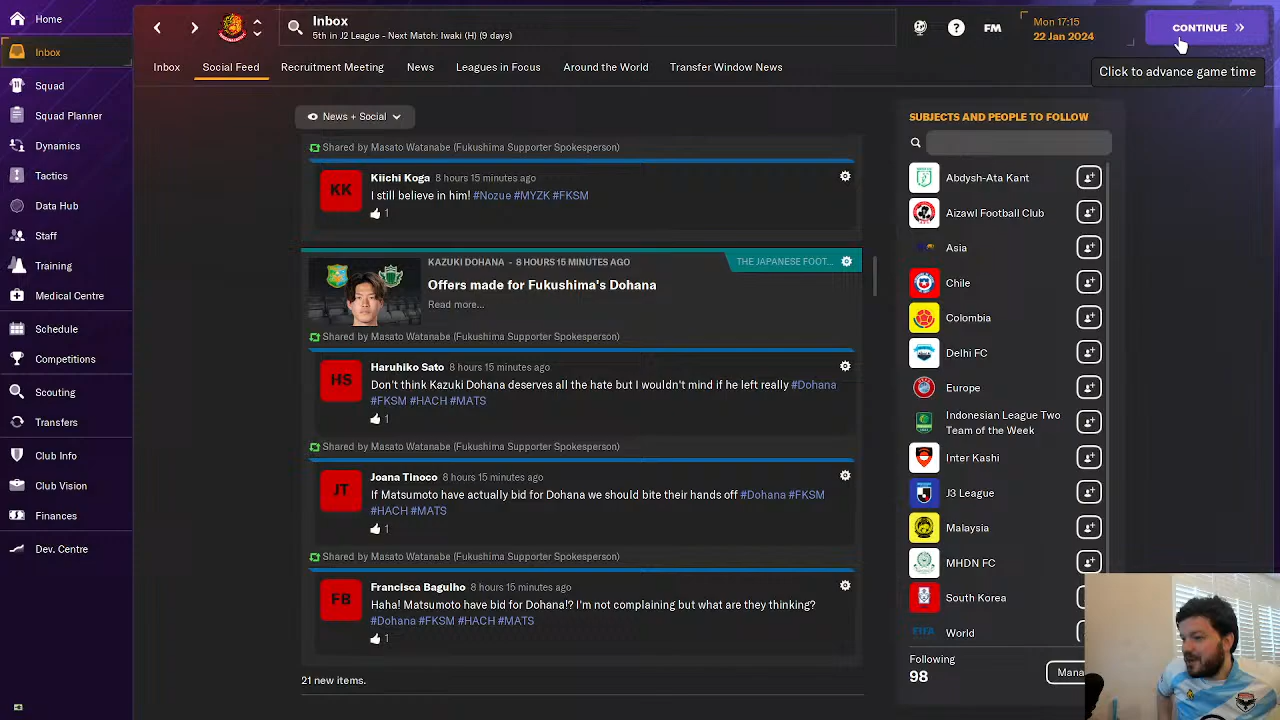 Home
Inbox
Squad
Squad Planner
Dynamics
Tactics
Data Hub
Staff
Training
Medical Centre
Schedule
Competitions
Scouting
Transfers
Club Info
Club Vision
Finances
Dev. Centre
Inbox
5th in J2 League - Next Match: Iwaki (H) (9 days)
FM
Mon 17:15
22 Jan 2024
CONTINUE
Click to advance game time
Inbox
Social Feed
Recruitment Meeting
News
Leagues in Focus
Around the World
Transfer Window News
News + Social
Shared by Masato Watanabe (Fukushima Supporter Spokesperson)
KK
Kiichi Koga 8 hours 15 minutes ago
I still believe in him! #Nozue #MYZK #FKSM
1
KAZUKI DOHANA - 8 HOURS 15 MINUTES AGO
THE JAPANESE FOOT...
Offers made for Fukushima's Dohana
Read more...
Shared by Masato Watanabe (Fukushima Supporter Spokesperson)
HS
Haruhiko Sato 8 hours 15 minutes ago
Don't think Kazuki Dohana deserves all the hate but I wouldn't mind if he left really #Dohana
#FKSM #HACH #MATS
1
Shared by Masato Watanabe (Fukushima Supporter Spokesperson)
JT
Joana Tinoco 8 hours 15 minutes ago
If Matsumoto have actually bid for Dohana we should bite their hands off #Dohana #FKSM
#HACH #MATS
1
Shared by Masato Watanabe (Fukushima Supporter Spokesperson)
FB
Francisca Bagulho 8 hours 15 minutes ago
Haha! Matsumoto have bid for Dohana!? I'm not complaining but what are they thinking?
#Dohana #FKSM #HACH #MATS
1
21 new items.
SUBJECTS AND PEOPLE TO FOLLOW
Abdysh-Ata Kant
Aizawl Football Club
Asia
Chile
Colombia
Delhi FC
Europe
Indonesian League Two
Team of the Week
Inter Kashi
J3 League
Malaysia
MHDN FC
South Korea
FIFA
World
Following
98
Mana